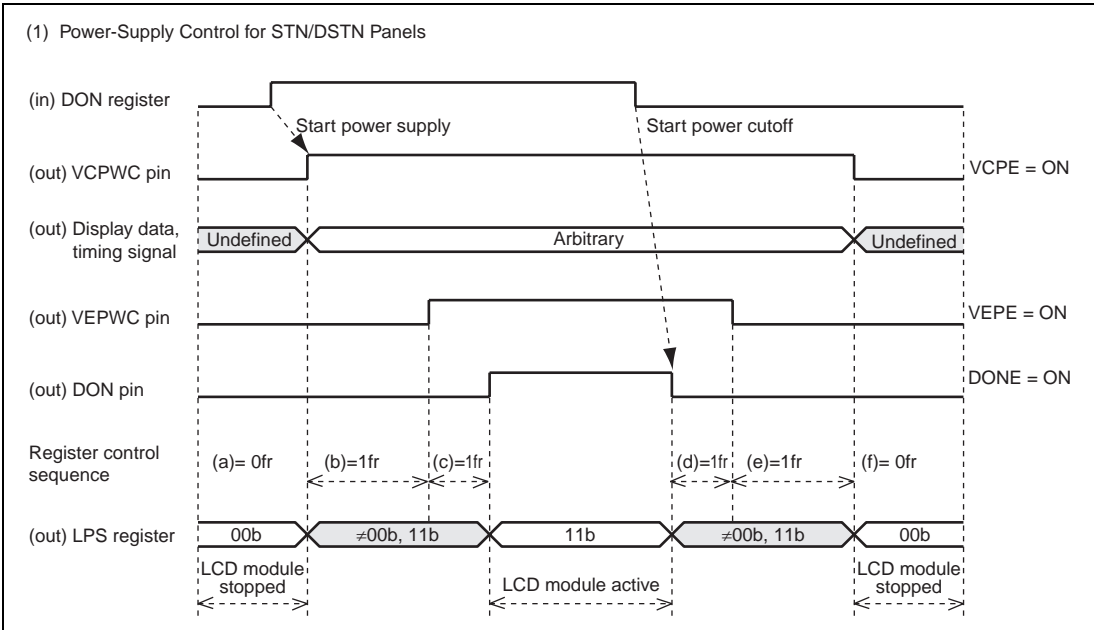 (1) Power-Supply Control for STN/DSTN Panels
(in) DON register
Start power supply
Start power cutoff
(out) VCPWC pin
VCPE = ON
(out) Display data,
timing signal
Undefined
Arbitrary
Undefined
(out) VEPWC pin
VEPE = ON
(out) DON pin
DONE = ON
Register control
sequence
(a)= 0fr
(b)=1fr
(c)=1fr
(d)=1fr
(e)=1fr
(f)= 0fr
(out) LPS register
00b
≠00b, 11b
11b
≠00b, 11b
00b
LCD module
stopped
LCD module active
LCD module
stopped